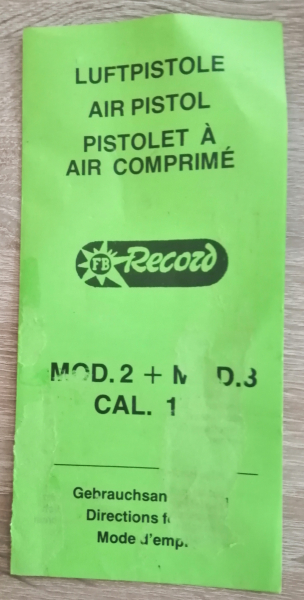 LUFTPISTOLE
AIR PISTOL
PISTOLET À
AIR COMPRIMÉ
FB Record
MOD.2 + M D.3
CAL. 1
Gebrauchsan
Directions f
Mode d'emp.